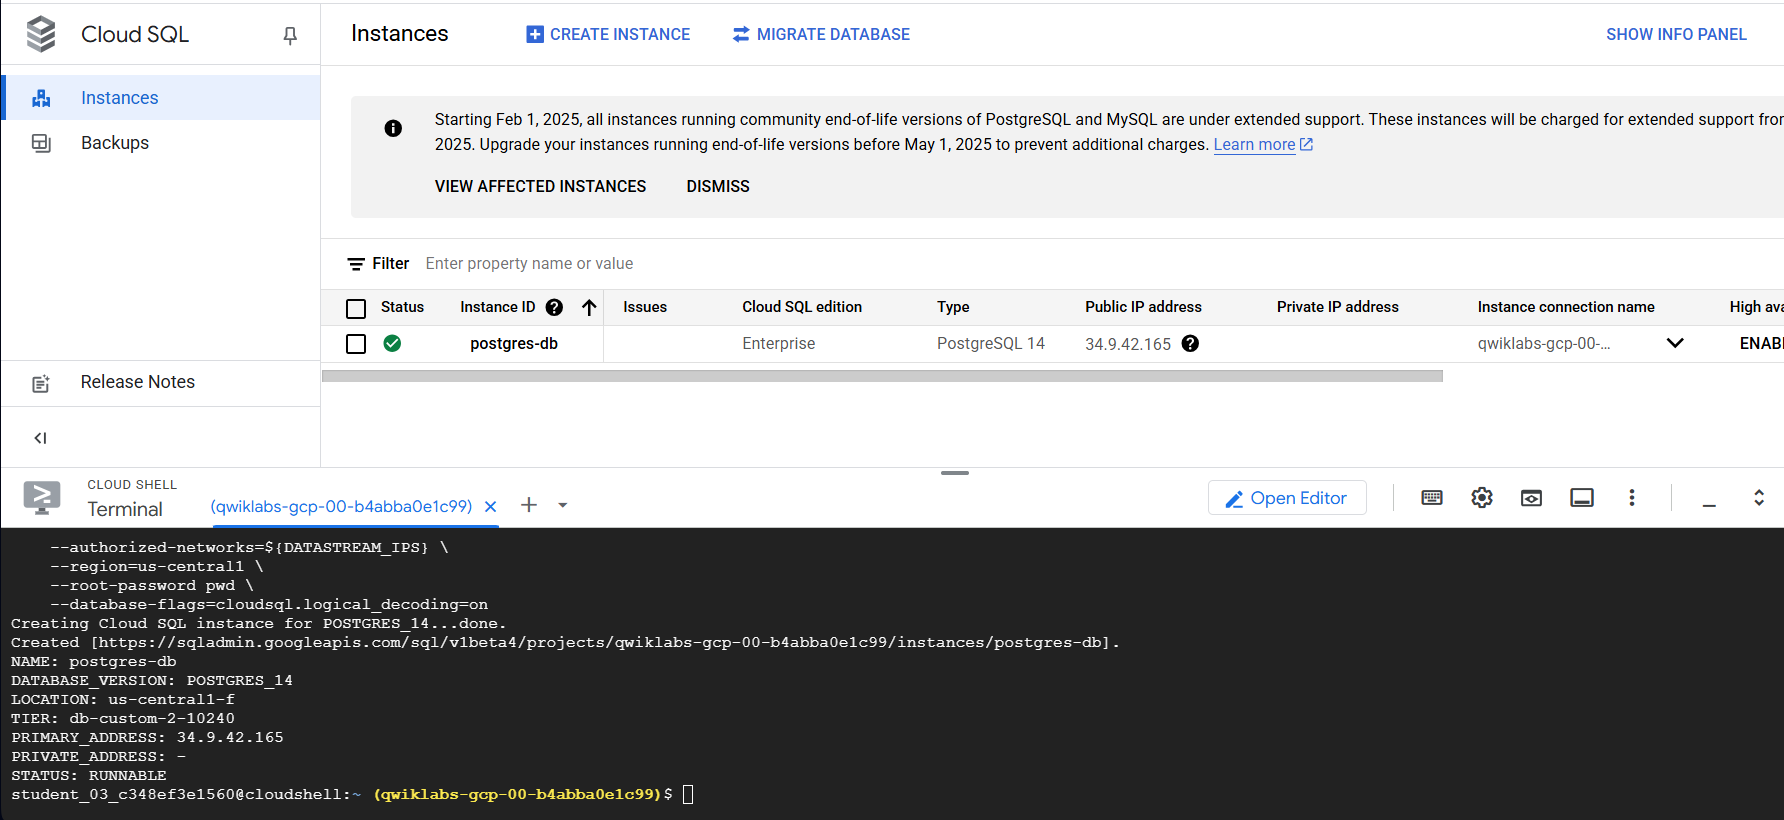 Cloud SQL
Instances
CREATE INSTANCE
MIGRATE DATABASE
SHOW INFO PANEL
Instances
Backups
Release Notes
Starting Feb 1, 2025, all instances running community end-of-life versions of PostgreSQL and MySQL are under extended support. These instances will be charged for extended support from
2025. Upgrade your instances running end-of-life versions before May 1, 2025 to prevent additional charges. Learn more
VIEW AFFECTED INSTANCES DISMISS
Filter Enter property name or value
Status Instance ID Issues Cloud SQL edition Type Public IP address Private IP address Instance connection name High ava
postgres-db Enterprise PostgreSQL 14 34.9.42.165 qwiklabs-gcp-00-... ENAB
CLOUD SHELL
Terminal
(qwiklabs-gcp-00-b4abba0e1c99)
Open Editor
--authorized-networks=${DATASTREAM_IPS} \
--region=us-central1 \
--root-password pwd \
--database-flags=cloudsql.logical_decoding=on
Creating Cloud SQL instance for POSTGRES_14...done.
Created [https://sqladmin.googleapis.com/sql/v1beta4/projects/qwiklabs-gcp-00-b4abba0e1c99/instances/postgres-db].
NAME: postgres-db
DATABASE_VERSION: POSTGRES_14
LOCATION: us-central1-f
TIER: db-custom-2-10240
PRIMARY_ADDRESS: 34.9.42.165
PRIVATE_ADDRESS: -
STATUS: RUNNABLE
student_03_c348ef3e1560@cloudshell:~ (qwiklabs-gcp-00-b4abba0e1c99)$